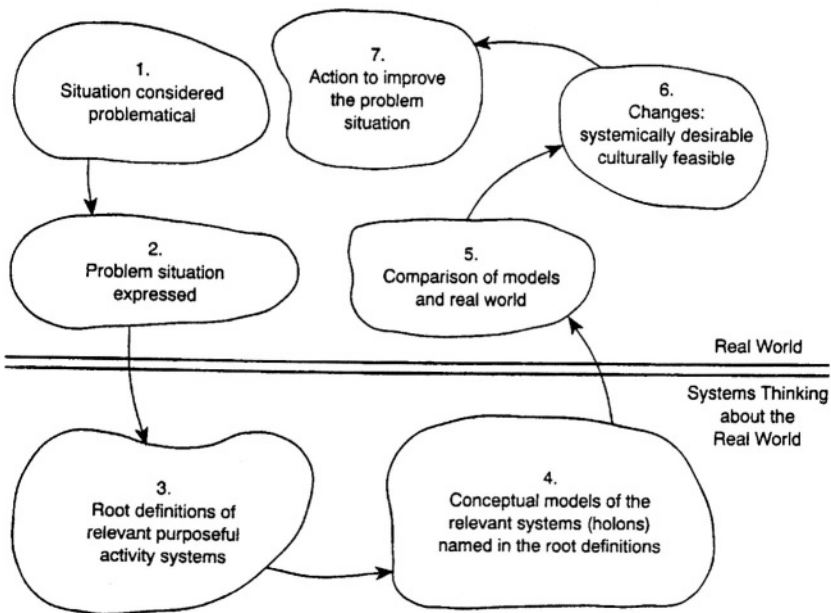 1.
Situation considered
problematical
2.
Problem situation
expressed
3.
Root definitions of
relevant purposeful
activity systems
4.
Conceptual models of the
relevant systems (holons)
named in the root definitions
5.
Comparison of models
and real world
6.
Changes:
systemically desirable
culturally feasible
7.
Action to improve
the problem
situation
Real World
Systems Thinking
about the
Real World